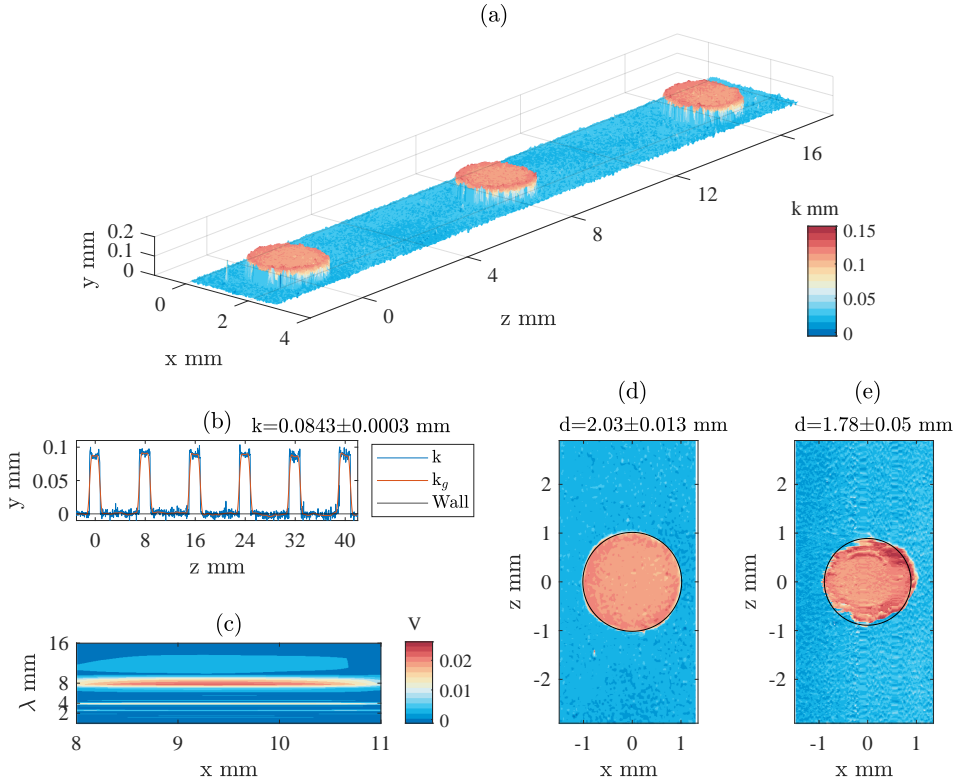 (a)
y mm
0.2
0.1
0
0
2
4
x mm
0
4
8
12
16
z mm
k mm
0.15
0.1
0.05
0
(b)
k=0.0843±0.0003 mm
y mm
0.1
0.05
0
0 8 16 24 32 40
z mm
k
k_g
Wall
(c)
λ mm
16
8
4
2
8 9 10 11
x mm
V
0.02
0.01
0
(d)
d=2.03±0.013 mm
z mm
2
1
0
-1
-2
-1 0 1
x mm
(e)
d=1.78±0.05 mm
z mm
2
1
0
-1
-2
-1 0 1
x mm